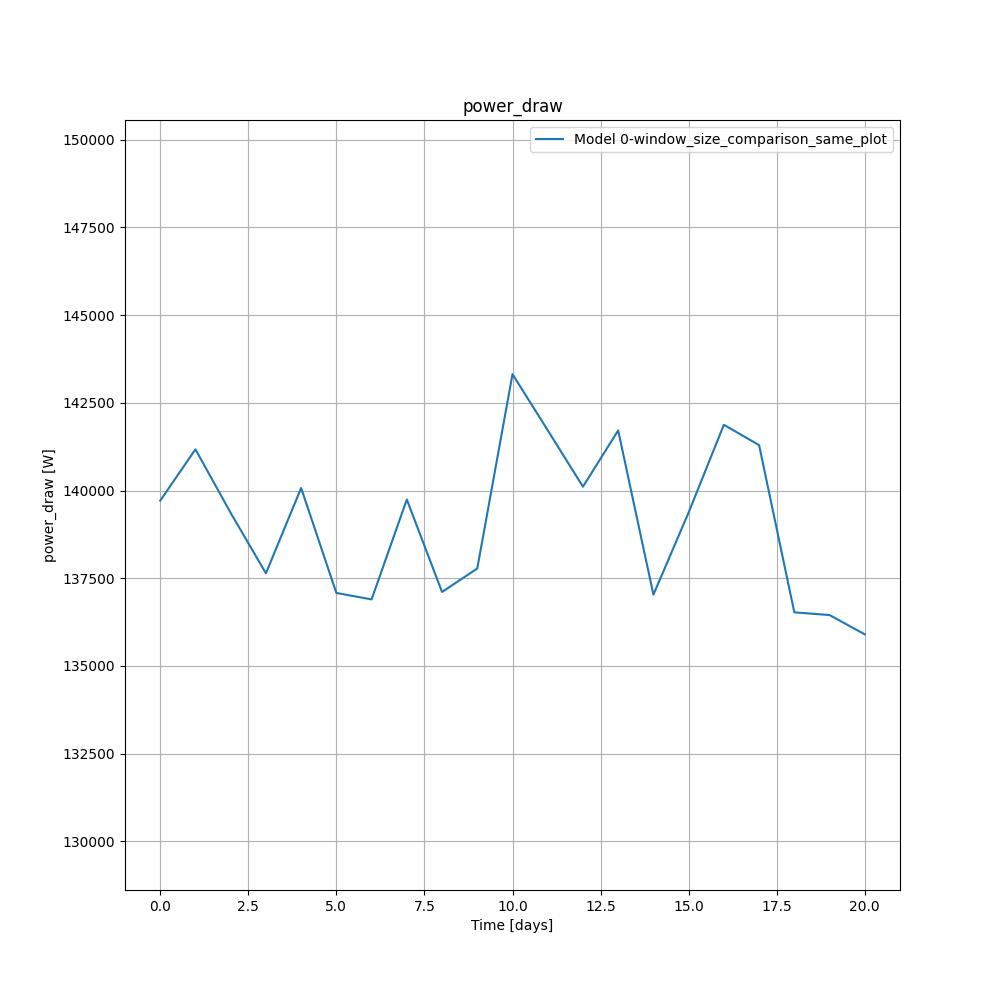 power_draw
Model 0-window_size_comparison_same_plot
150000
147500
145000
142500
140000
137500
135000
132500
130000
power_draw [W]
0.0 2.5 5.0 7.5 10.0 12.5 15.0 17.5 20.0
Time [days]